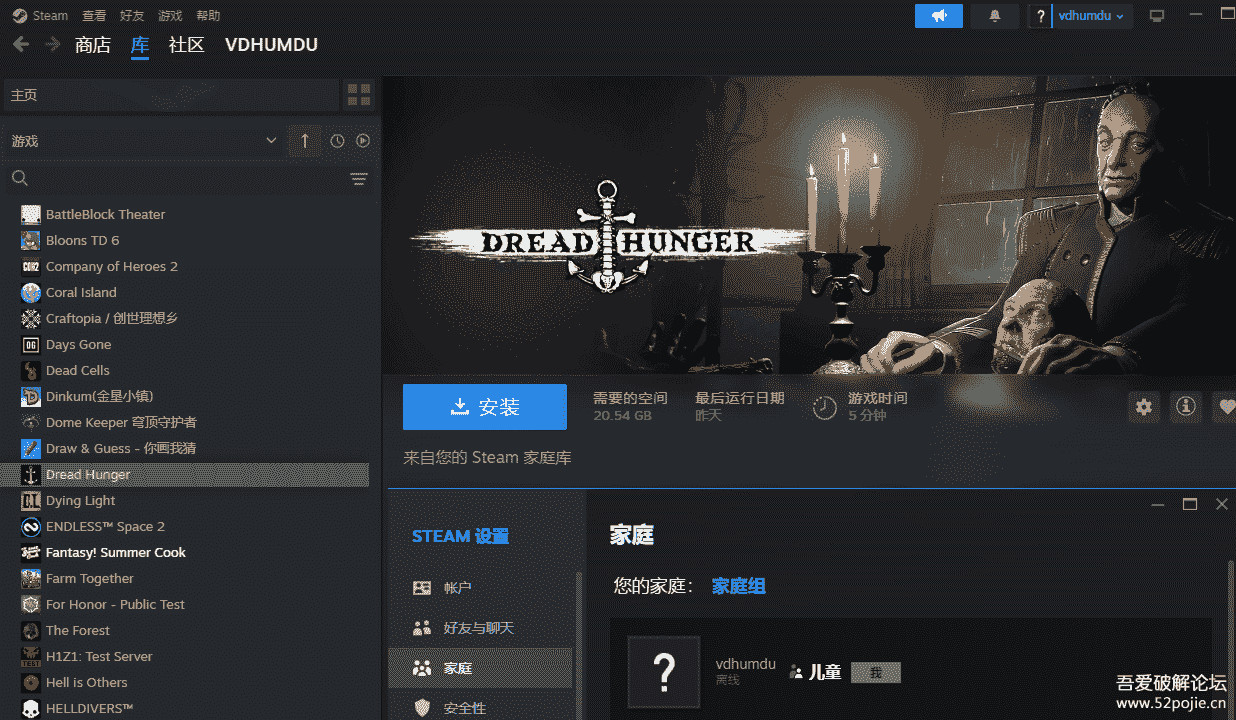 Steam 查看 好友 游戏 帮助
? vdhumdu
商店 库 社区 VDHUMDU
主页
游戏
BattleBlock Theater
Bloons TD 6
Company of Heroes 2
Coral Island
Craftopia / 创世理想乡
Days Gone
Dead Cells
Dinkum(金星小镇)
Dome Keeper 穹顶守护者
Draw & Guess - 你画我猜
Dread Hunger
Dying Light
ENDLESS™ Space 2
Fantasy! Summer Cook
Farm Together
For Honor - Public Test
The Forest
H1Z1: Test Server
Hell is Others
HELLDIVERS™
DREAD HUNGER
安装
需要的空间
20.54 GB
最后运行日期
昨天
游戏时间
5 分钟
来自您的 Steam 家庭库
STEAM 设置
帐户
好友与聊天
家庭
安全性
家庭
您的家庭： 家庭组
?
vdhumdu
离线
儿童
我
吾爱破解论坛
www.52pojie.cn